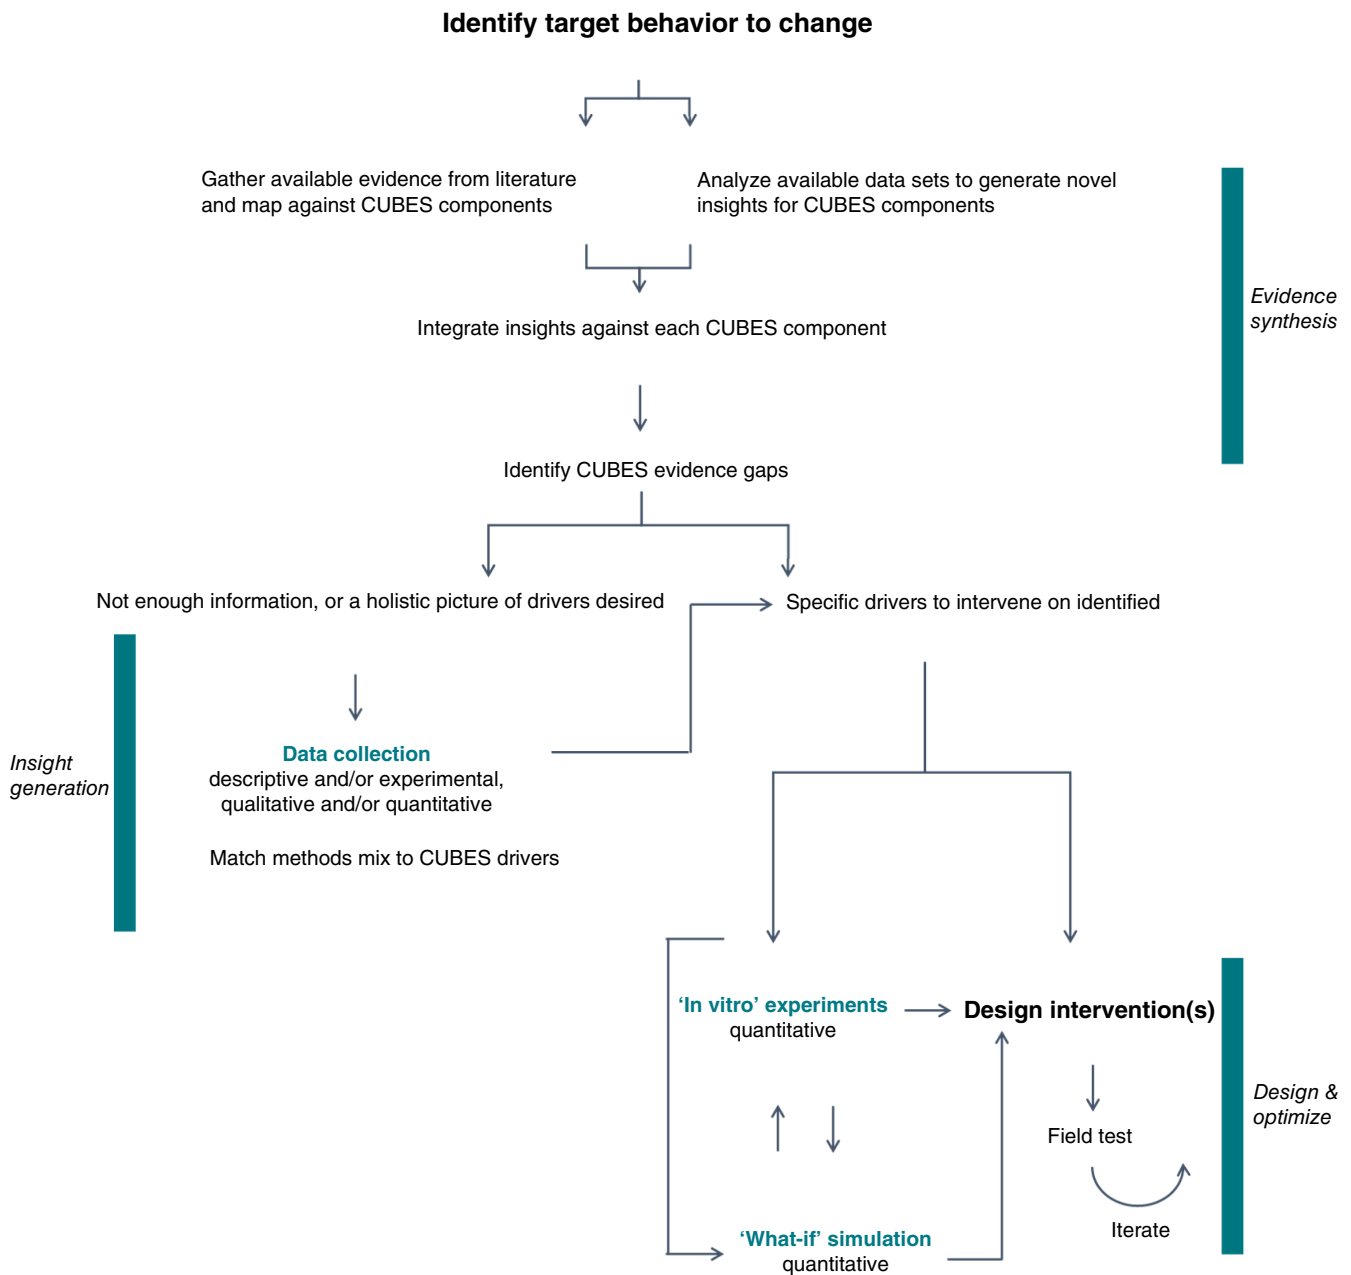 Identify target behavior to change
Gather available evidence from literature
and map against CUBES components
Analyze available data sets to generate novel
insights for CUBES components
Evidence
synthesis
Integrate insights against each CUBES component
Identify CUBES evidence gaps
Not enough information, or a holistic picture of drivers desired
Specific drivers to intervene on identified
Insight
generation
Data collection
descriptive and/or experimental,
qualitative and/or quantitative
Match methods mix to CUBES drivers
‘In vitro’ experiments
quantitative
Design intervention(s)
Design &
optimize
Field test
Iterate
‘What-if’ simulation
quantitative